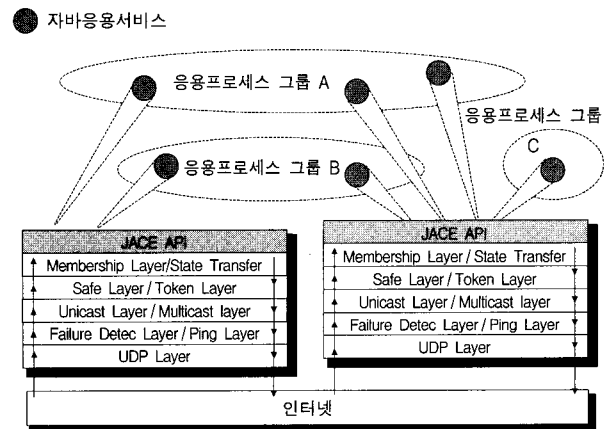 자바응용서비스
응용프로세스 그룹 A
응용프로세스 그룹
C
응용프로세스 그룹 B
JACE API
Membership Layer/State Transfer
Safe Layer / Token Layer
Unicast Layer / Multicast layer
Failure Detec Layer / Ping Layer
UDP Layer
JACE API
Membership Layer / State Transfer
Safe Layer / Token Layer
Unicast Layer / Multicast Layer
Failure Detec Layer / Ping Layer
UDP Layer
인터넷